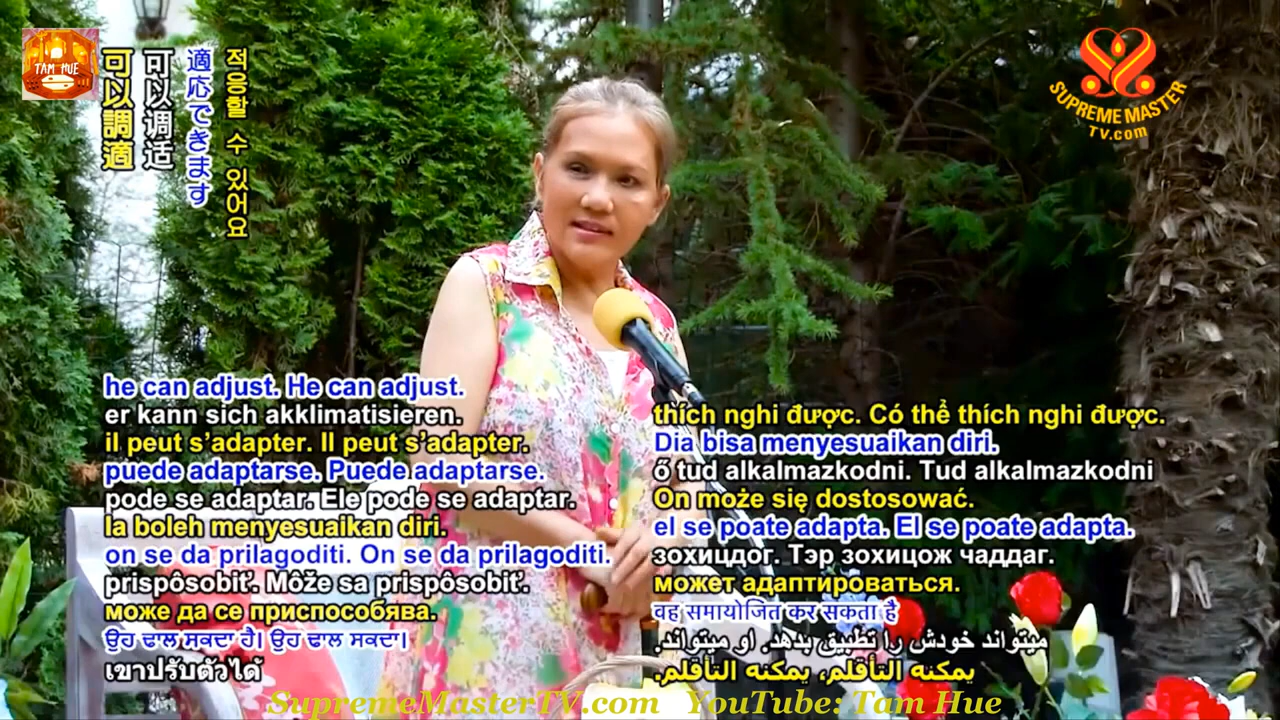 TAM HUE
可以調適
可以调适
適応できます
적응할 수 있어요
SUPREME MASTER
TV.com
he can adjust. He can adjust.
er kann sich akklimatisieren.
il peut s’adapter. Il peut s’adapter.
puede adaptarse. Puede adaptarse.
pode se adaptar. Ele pode se adaptar.
Ia boleh menyesuaikan diri.
on se da prilagoditi. On se da prilagoditi.
prispôsobiť. Môže sa prispôsobiť.
може да се приспособява.
ਉਹ ਢਾਲ ਸਕਦਾ ਹੈ। ਉਹ ਢਾਲ ਸਕਦਾ।
เขาปรับตัวได้
thích nghi được. Có thể thích nghi được.
Dia bisa menyesuaikan diri.
ő tud alkalmazkodni. Tud alkalmazkodni
On może się dostosować.
el se poate adapta. El se poate adapta.
зохицдог. Тэр зохицож чаддаг.
может адаптироваться.
वह समायोजित कर सकता है
میتواند خودش را تطبیق بدهد. او میتواند.
يمكنه التأقلم، يمكنه التأقلم.
SupremeMasterTV.com YouTube: Tam Hue